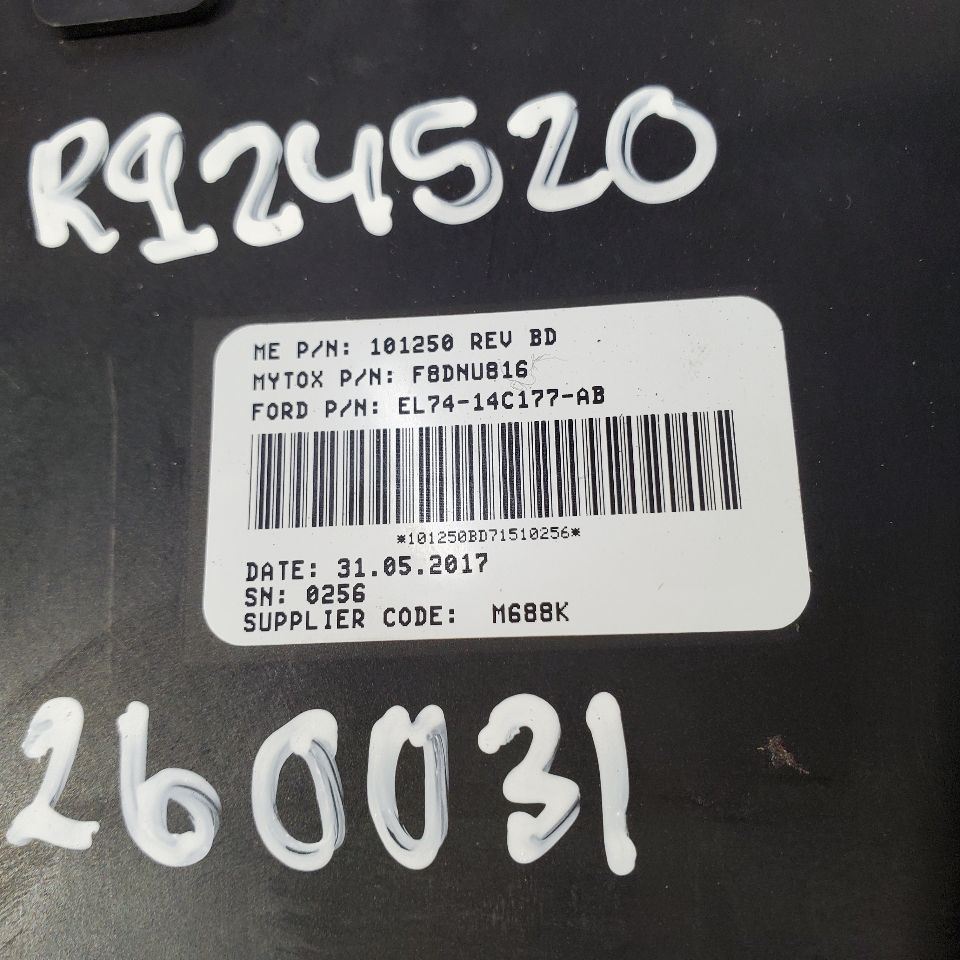 R924520
ME P/N: 101250 REV BD
MYTOX P/N: F8DNU816
FORD P/N: EL74-14C177-AB
*101250BD71510256*
DATE: 31.05.2017
SN: 0256
SUPPLIER CODE: M688K
260031